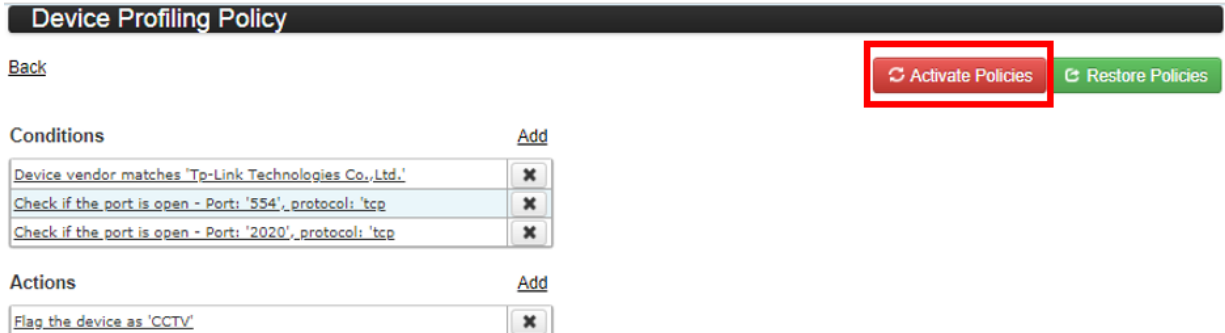 Device Profiling Policy
Back
Activate Policies
Restore Policies
Conditions
Add
Device vendor matches 'Tp-Link Technologies Co.,Ltd.'
Check if the port is open - Port: '554', protocol: 'tcp
Check if the port is open - Port: '2020', protocol: 'tcp
Actions
Add
Flag the device as 'CCTV'